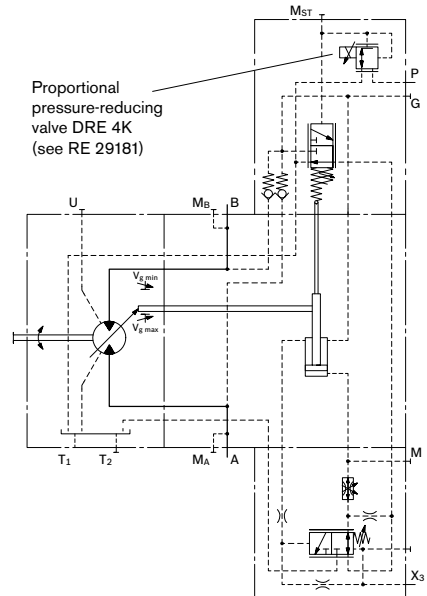 MST
Proportional
pressure-reducing
valve DRE 4K
(see RE 29181)
P
G
U
MB B
Vg min
Vg max
T1 T2 MA A
M
X3